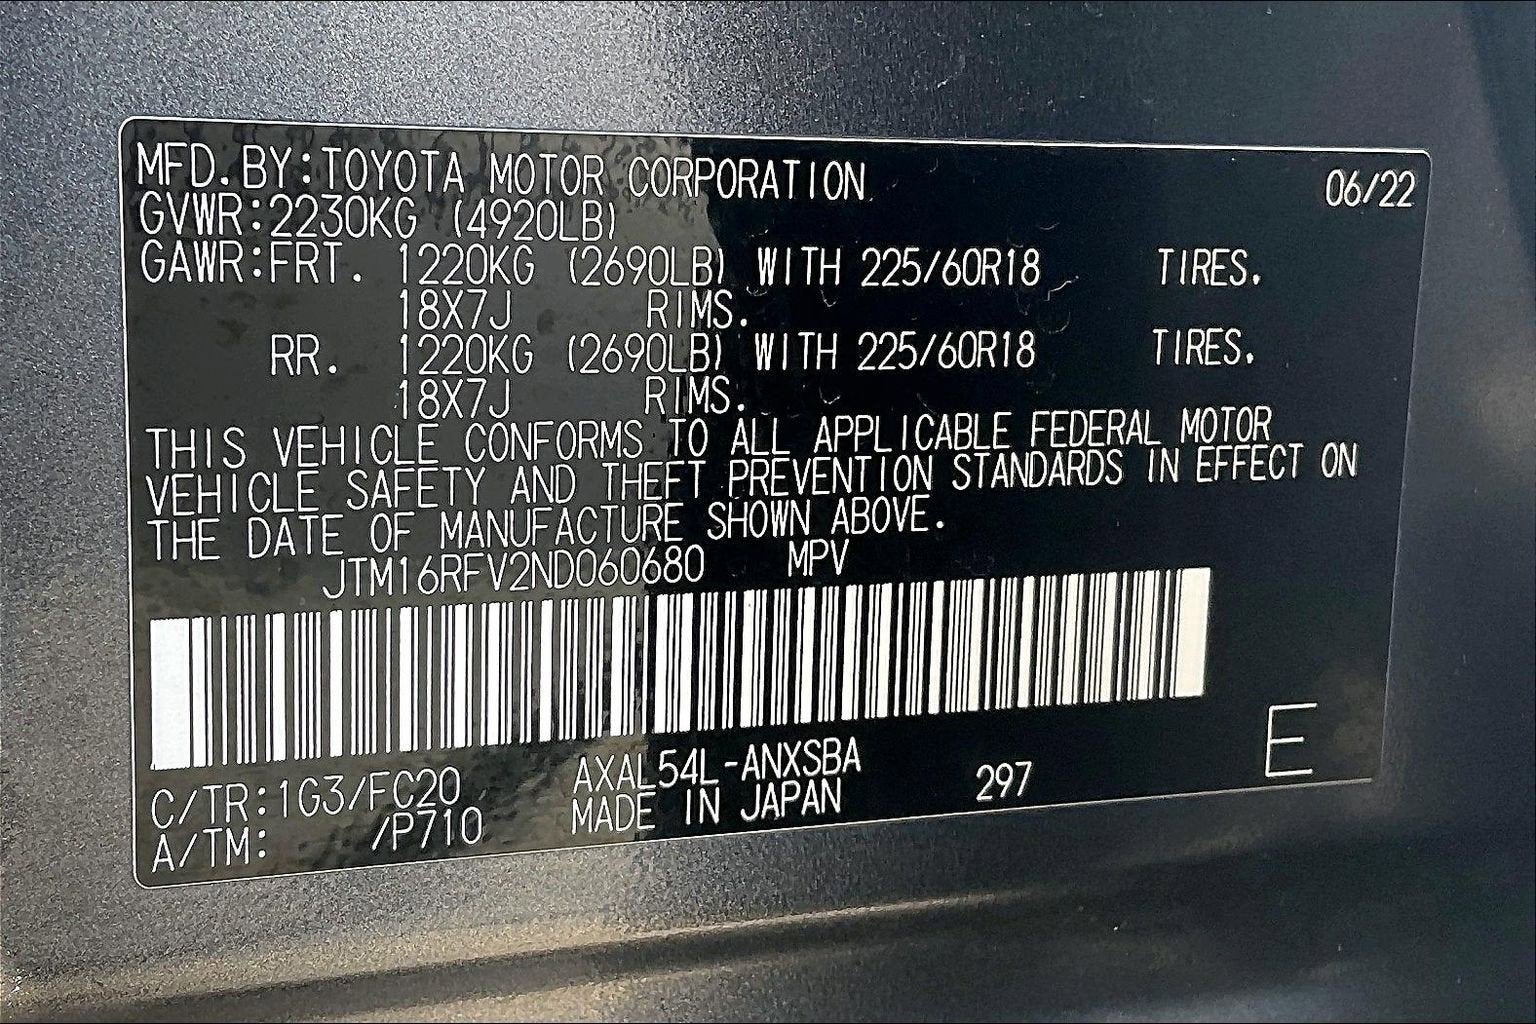 MFD. BY:TOYOTA MOTOR CORPORATION 06/22
GVWR:2230KG (4920LB)
GAWR:FRT. 1220KG (2690LB) WITH 225/60R18 TIRES.
18X7J RIMS.
RR. 1220KG (2690LB) WITH 225/60R18 TIRES.
18X7J RIMS.
THIS VEHICLE CONFORMS TO ALL APPLICABLE FEDERAL MOTOR
VEHICLE SAFETY AND THEFT PREVENTION STANDARDS IN EFFECT ON
THE DATE OF MANUFACTURE SHOWN ABOVE.
JTM16RFV2ND060680 MPV
C/TR:1G3/FC20 AXAL54L-ANXSBA 297 E
A/TM: /P710 MADE IN JAPAN